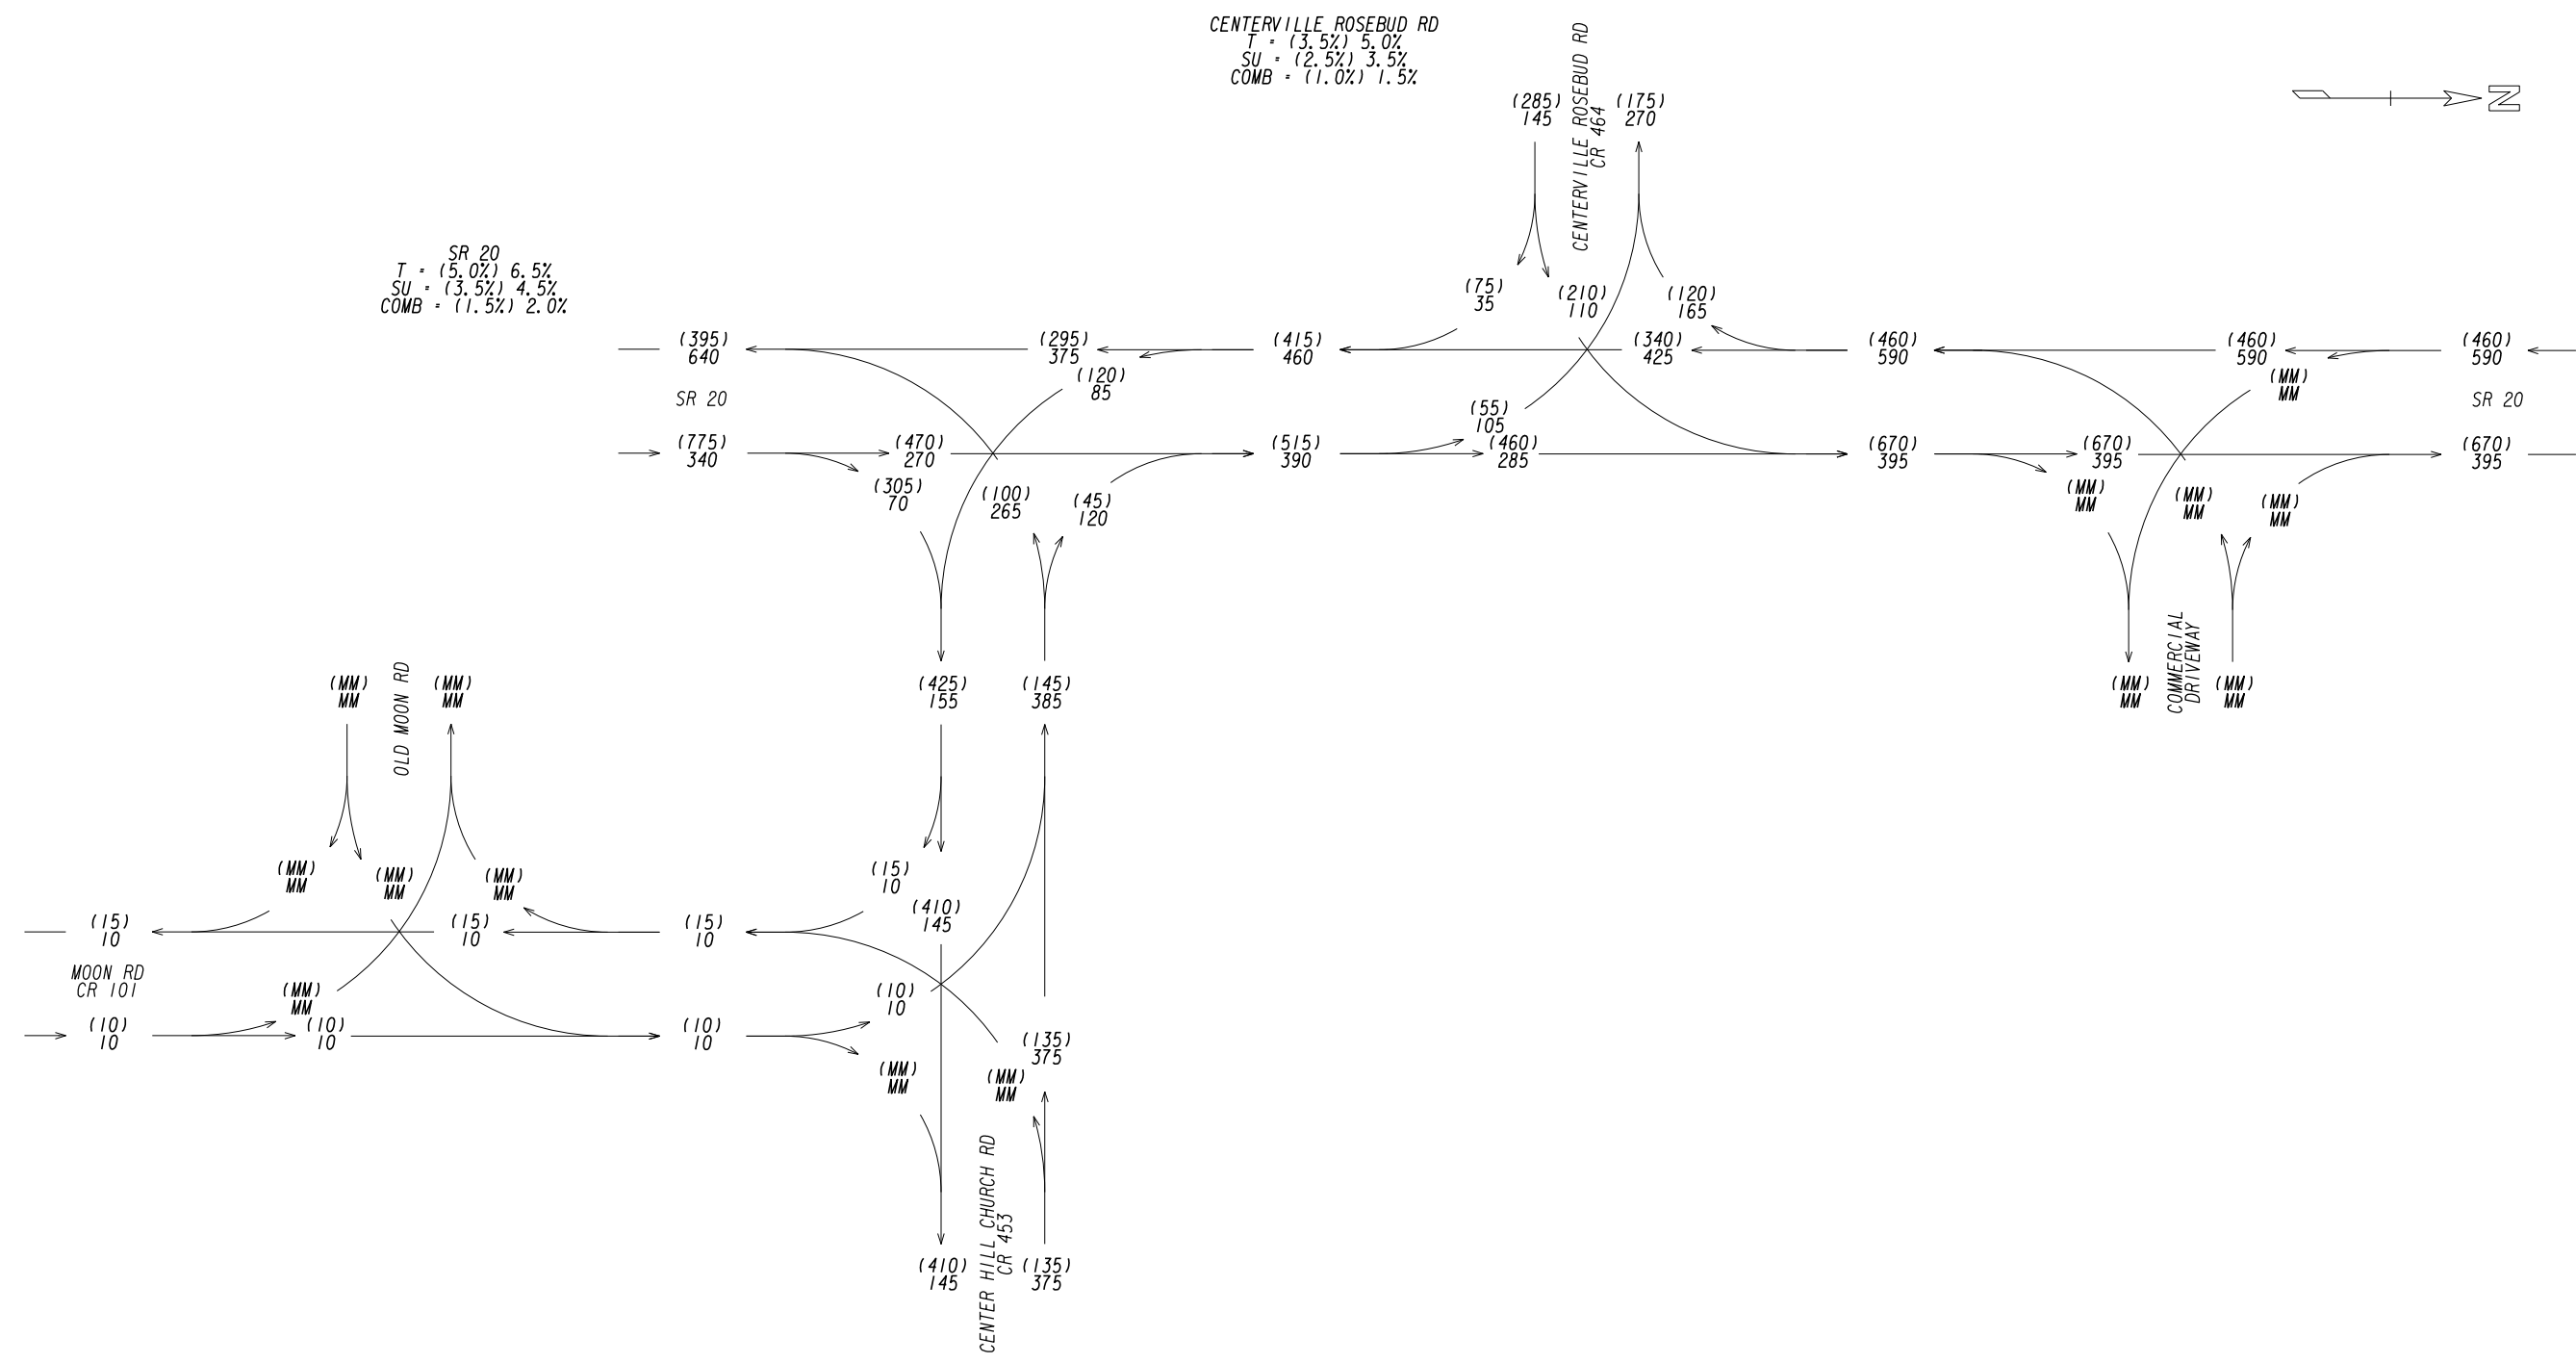 CENTERVILLE ROSEBUD RD
T = (3.5%) 5.0%
SU = (2.5%) 3.5%
COMB = (1.0%) 1.5%
CENTERVILLE ROSEBUD RD
CR 464
(285)
145
(175)
270
N
SR 20
T = (5.0%) 6.5%
SU = (3.5%) 4.5%
COMB = (1.5%) 2.0%
(75)
35
(210)
110
(120)
165
(395)
640
(295)
375
(415)
460
(340)
425
(460)
590
(460)
590
(460)
590
(120)
85
(MM)
MM
SR 20
SR 20
(55)
105
(775)
340
(470)
270
(515)
390
(460)
285
(670)
395
(670)
395
(670)
395
(305)
70
(100)
265
(45)
120
(MM)
MM
(MM)
MM
(MM)
MM
(MM)
MM
OLD MOON RD
(MM)
MM
(425)
155
(145)
385
(MM)
MM
COMMERCIAL
DRIVEWAY
(MM)
MM
(MM)
MM
(MM)
MM
(MM)
MM
(15)
10
(15)
10
(15)
10
(15)
10
(410)
145
MOON RD
CR 101
(MM)
MM
(10)
10
(10)
10
(10)
10
(10)
10
(135)
375
(MM)
MM
(MM)
MM
CENTER HILL CHURCH RD
CR 453
(410)
145
(135)
375